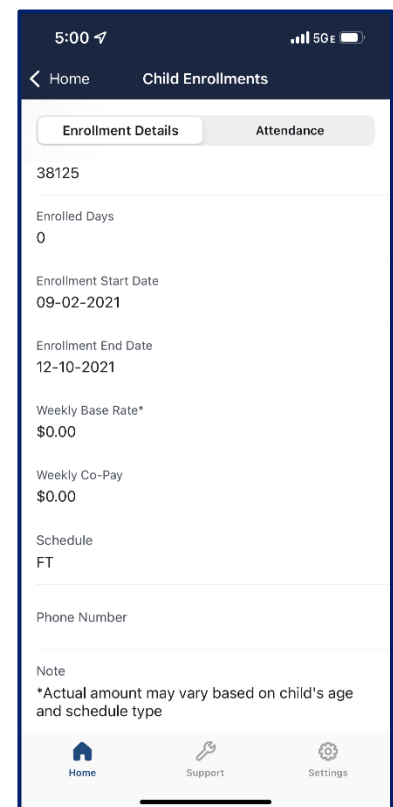 5:00
5GE
Home
Child Enrollments
Enrollment Details
Attendance
38125
Enrolled Days
0
Enrollment Start Date
09-02-2021
Enrollment End Date
12-10-2021
Weekly Base Rate*
$0.00
Weekly Co-Pay
$0.00
Schedule
FT
Phone Number
Note
*Actual amount may vary based on child's age
and schedule type
Home
Support
Settings